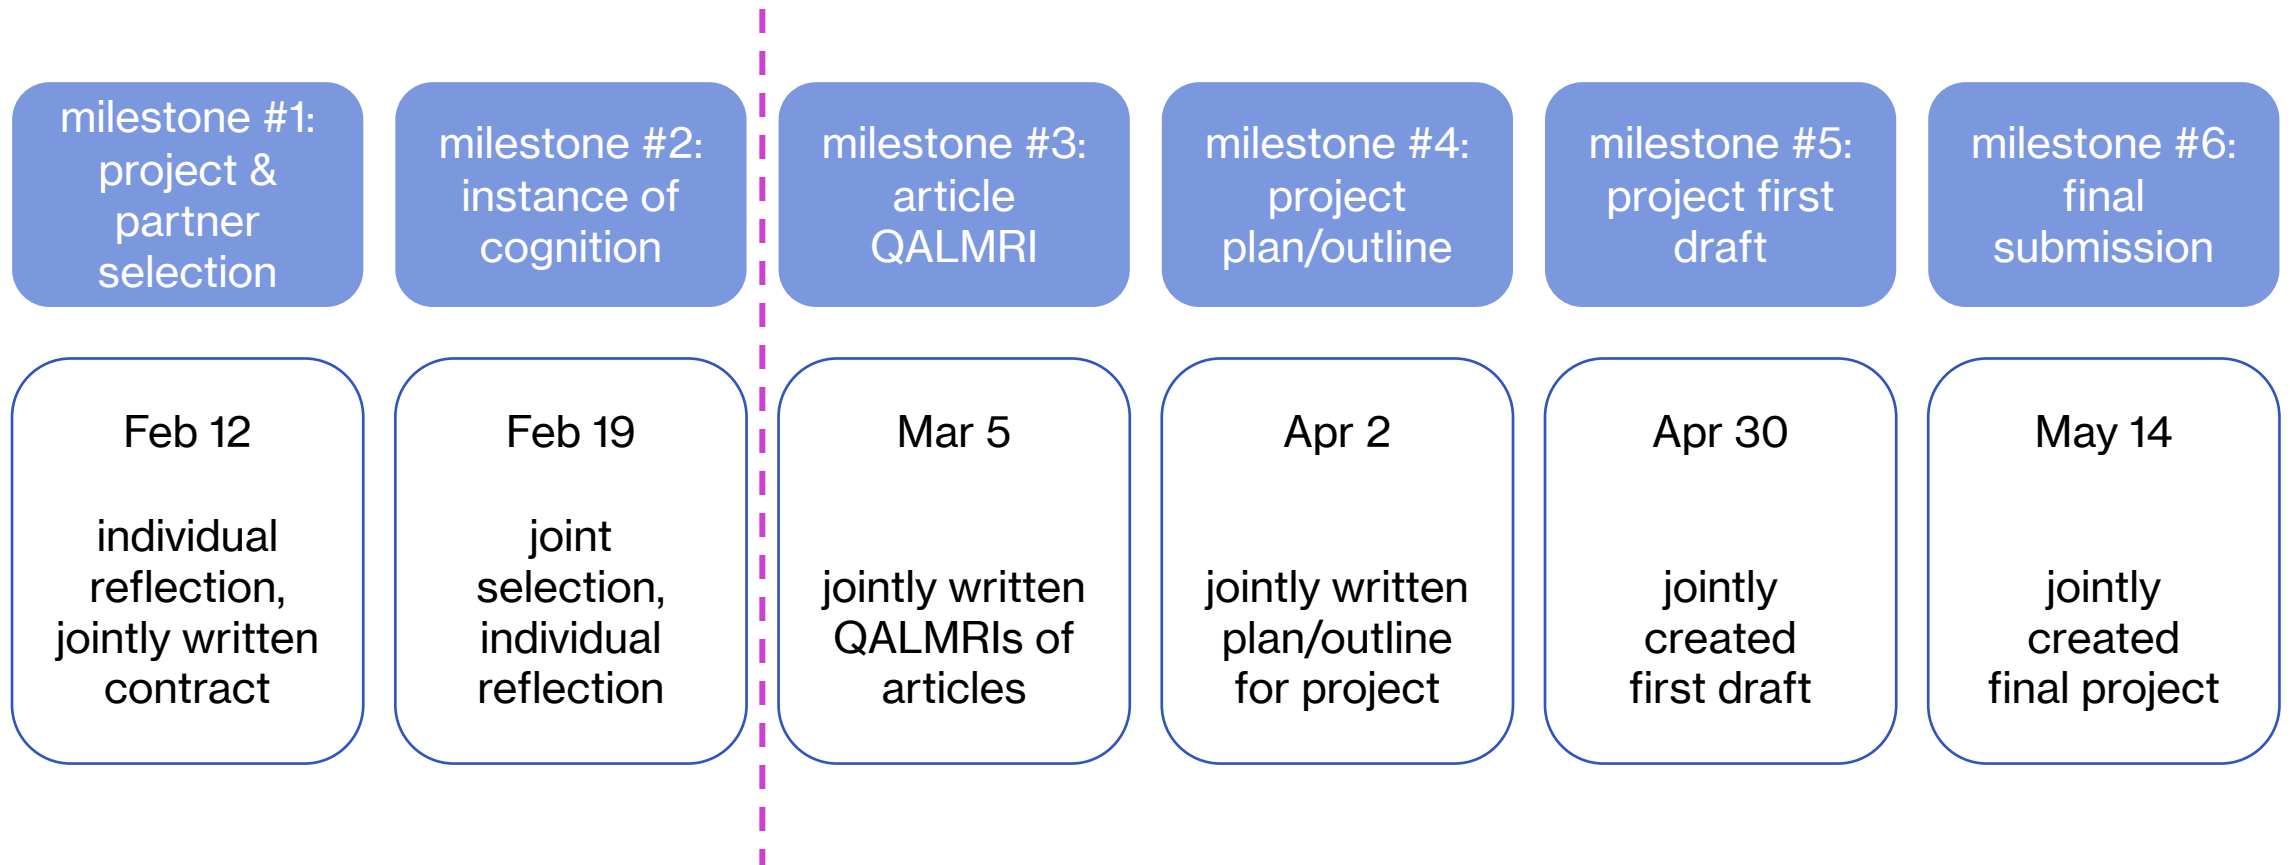 milestone #1:
project &
partner
selection
milestone #2:
instance of
cognition
milestone #3:
article
QALMRI
milestone #4:
project
plan/outline
milestone #5:
project first
draft
milestone #6:
final
submission
Feb 12
individual
reflection,
jointly written
contract
Feb 19
joint
selection,
individual
reflection
Mar 5
jointly written
QALMRIs of
articles
Apr 2
jointly written
plan/outline
for project
Apr 30
jointly
created
first draft
May 14
jointly
created
final project